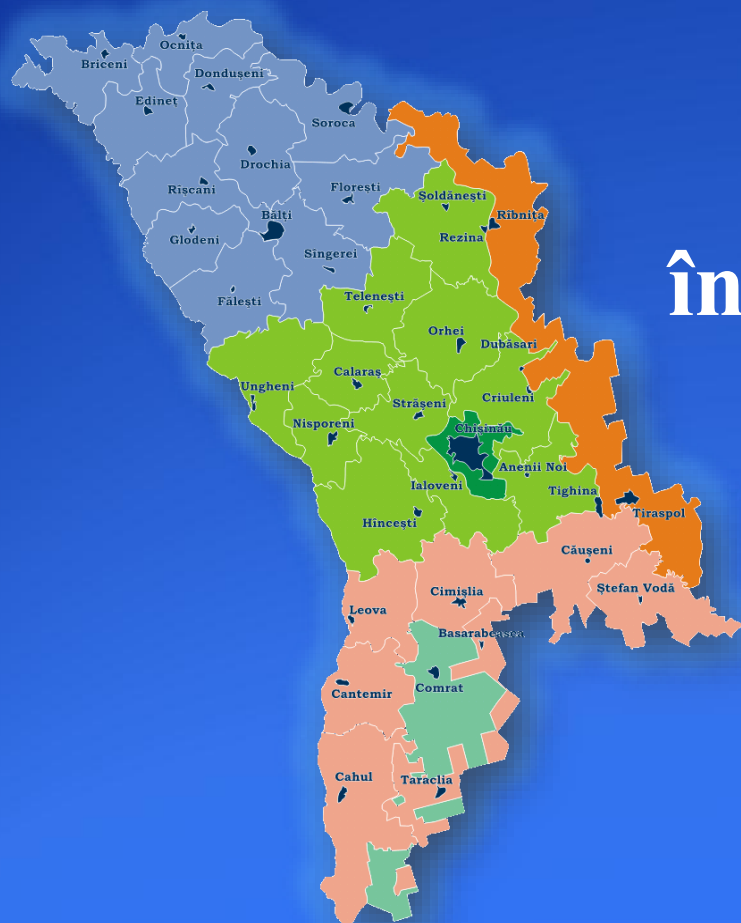 Ocnița
Briceni
Dondușeni
Edineț
Soroca
Drochia
Rîșcani
Florești
Șoldănești
Bălți
Rîbnița
Glodeni
Rezina
Sîngerei
în
Fălești
Telenești
Orhei
Dubăsari
Calaraș
Ungheni
Criuleni
Strășeni
Nisporeni
Chișinău
Anenii Noi
Ialoveni
Tighina
Tiraspol
Hîncești
Căușeni
Cimișlia
Ștefan Vodă
Leova
Basarabeasca
Comrat
Cantemir
Cahul
Taraclia